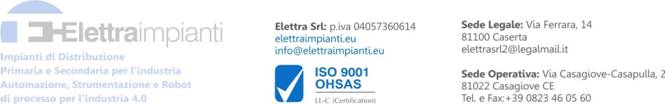 Elettraimpianti
Impianti di Distribuzione
Primaria e Secondaria per l'industria
Automazione, Strumentazione e Robot
di processo per l'industria 4.0
Elettra Srl: p.iva 04057360614
elettraimpianti.eu
info@elettraimpianti.eu
ISO 9001
OHSAS
LL-C (Certification)
Sede Legale: Via Ferrara, 14
81100 Caserta
elettrasrl2@legalmail.it
Sede Operativa: Via Casagiove-Casapulla, 2
81022 Casagiove CE
Tel. e Fax:+39 0823 46 05 60